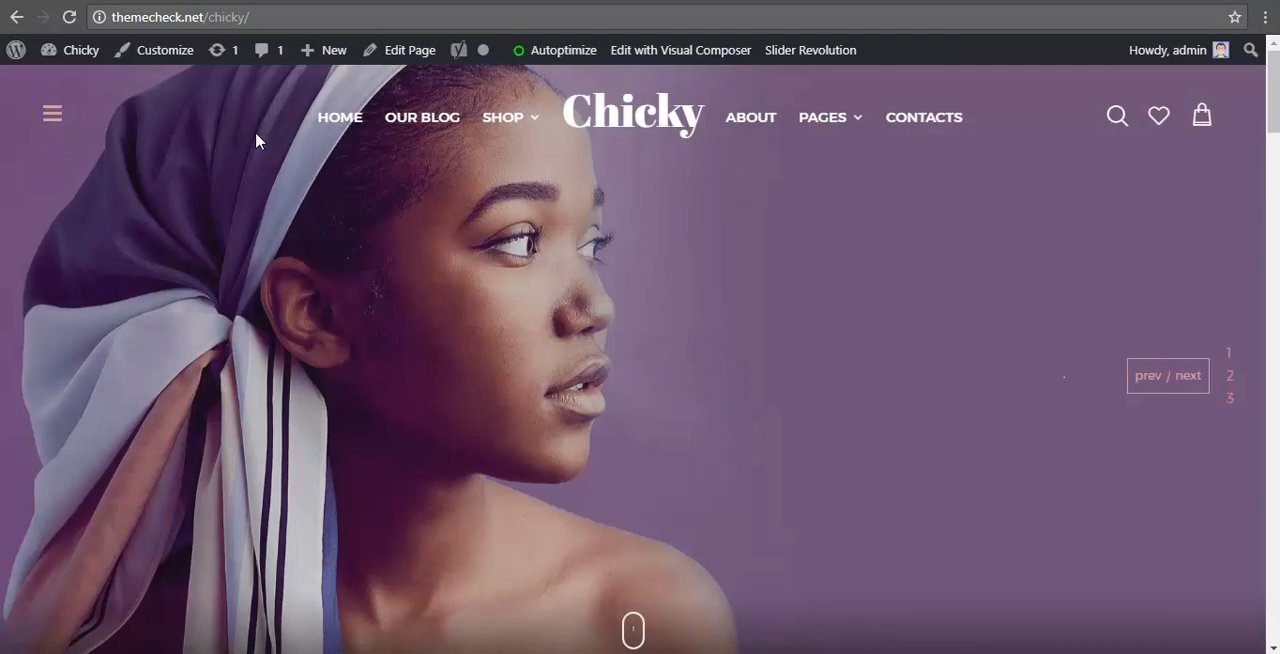 themecheck.net/chicky/
Chicky Customize 1 1 New Edit Page Autoptimize Edit with Visual Composer Slider Revolution Howdy, admin
HOME OUR BLOG SHOP Chicky ABOUT PAGES CONTACTS
1
prev / next 2
3